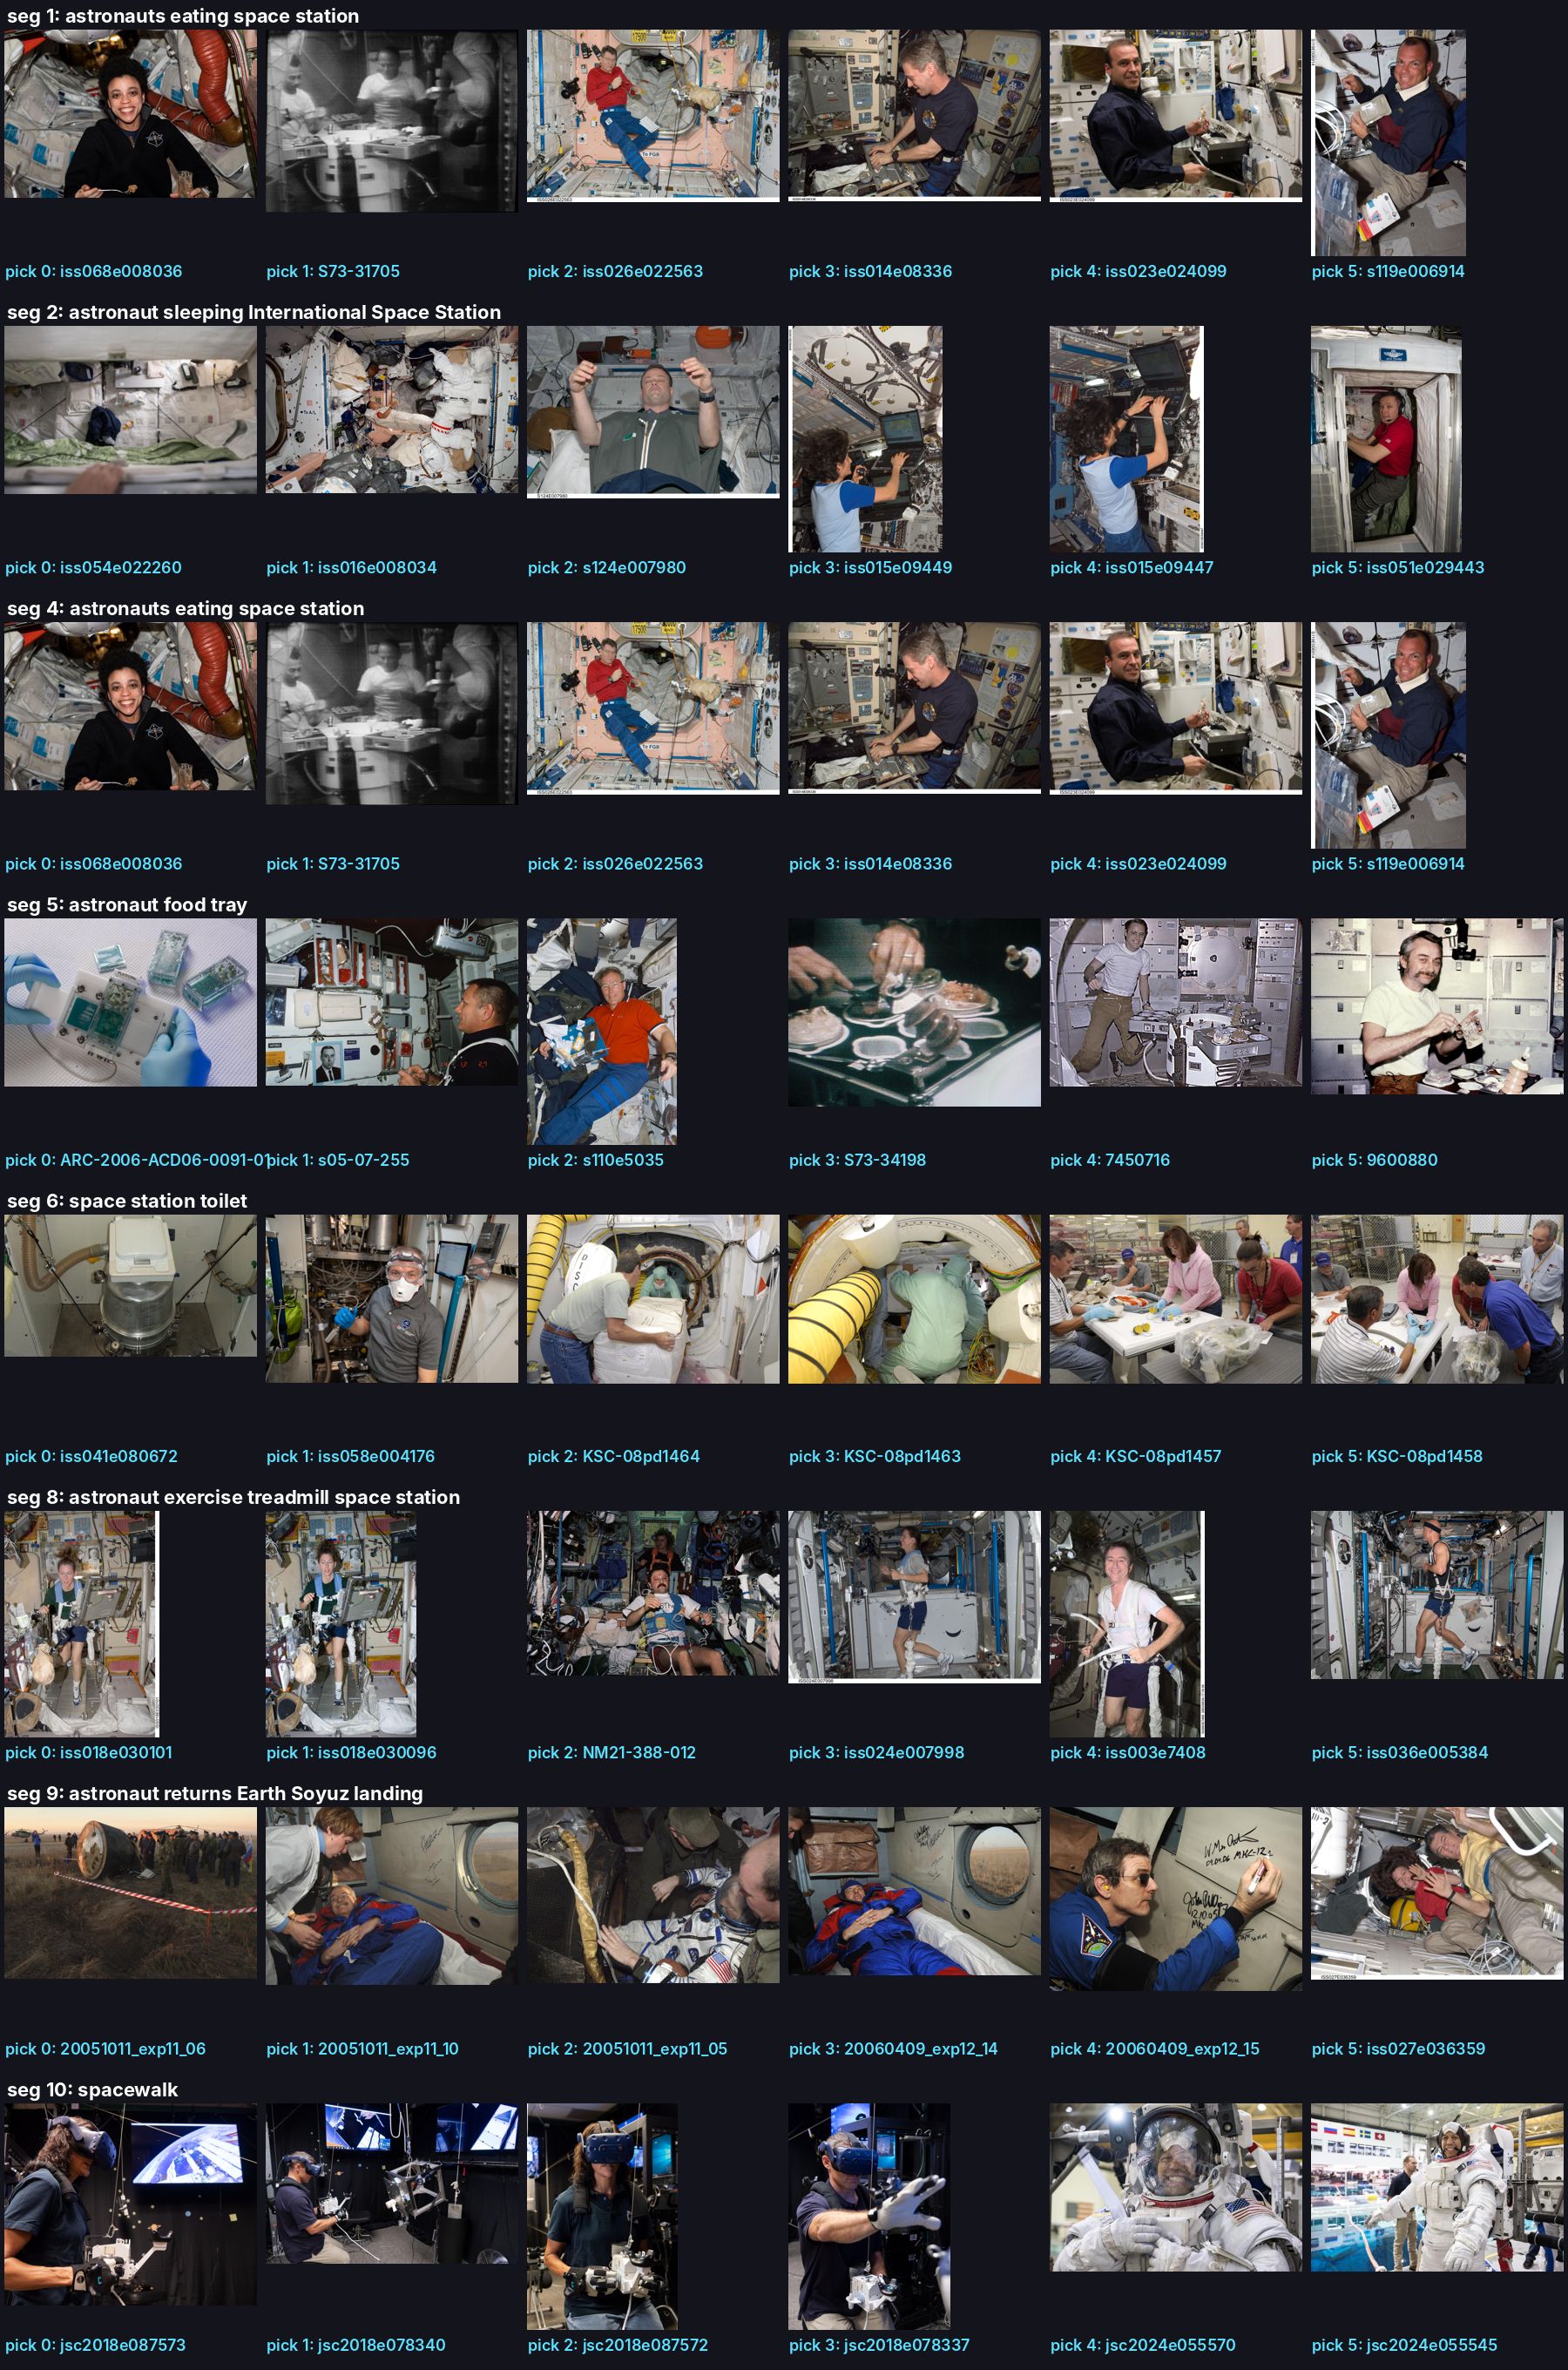 seg 1: astronauts eating space station
pick 0: iss068e008036
pick 1: S73-31705
pick 2: iss026e022563
pick 3: iss014e08336
pick 4: iss023e024099
pick 5: s119e006914
seg 2: astronaut sleeping International Space Station
pick 0: iss054e022260
pick 1: iss016e008034
pick 2: s124e007980
pick 3: iss015e09449
pick 4: iss015e09447
pick 5: iss051e029443
seg 4: astronauts eating space station
pick 0: iss068e008036
pick 1: S73-31705
pick 2: iss026e022563
pick 3: iss014e08336
pick 4: iss023e024099
pick 5: s119e006914
seg 5: astronaut food tray
pick 0: ARC-2006-ACD06-0091-01
pick 1: s05-07-255
pick 2: s110e5035
pick 3: S73-34198
pick 4: 7450716
pick 5: 9600880
seg 6: space station toilet
pick 0: iss041e080672
pick 1: iss058e004176
pick 2: KSC-08pd1464
pick 3: KSC-08pd1463
pick 4: KSC-08pd1457
pick 5: KSC-08pd1458
seg 8: astronaut exercise treadmill space station
pick 0: iss018e030101
pick 1: iss018e030096
pick 2: NM21-388-012
pick 3: iss024e007998
pick 4: iss003e7408
pick 5: iss036e005384
seg 9: astronaut returns Earth Soyuz landing
pick 0: 20051011_exp11_06
pick 1: 20051011_exp11_10
pick 2: 20051011_exp11_05
pick 3: 20060409_exp12_14
pick 4: 20060409_exp12_15
pick 5: iss027e036359
seg 10: spacewalk
pick 0: jsc2018e087573
pick 1: jsc2018e078340
pick 2: jsc2018e087572
pick 3: jsc2018e078337
pick 4: jsc2024e055570
pick 5: jsc2024e055545